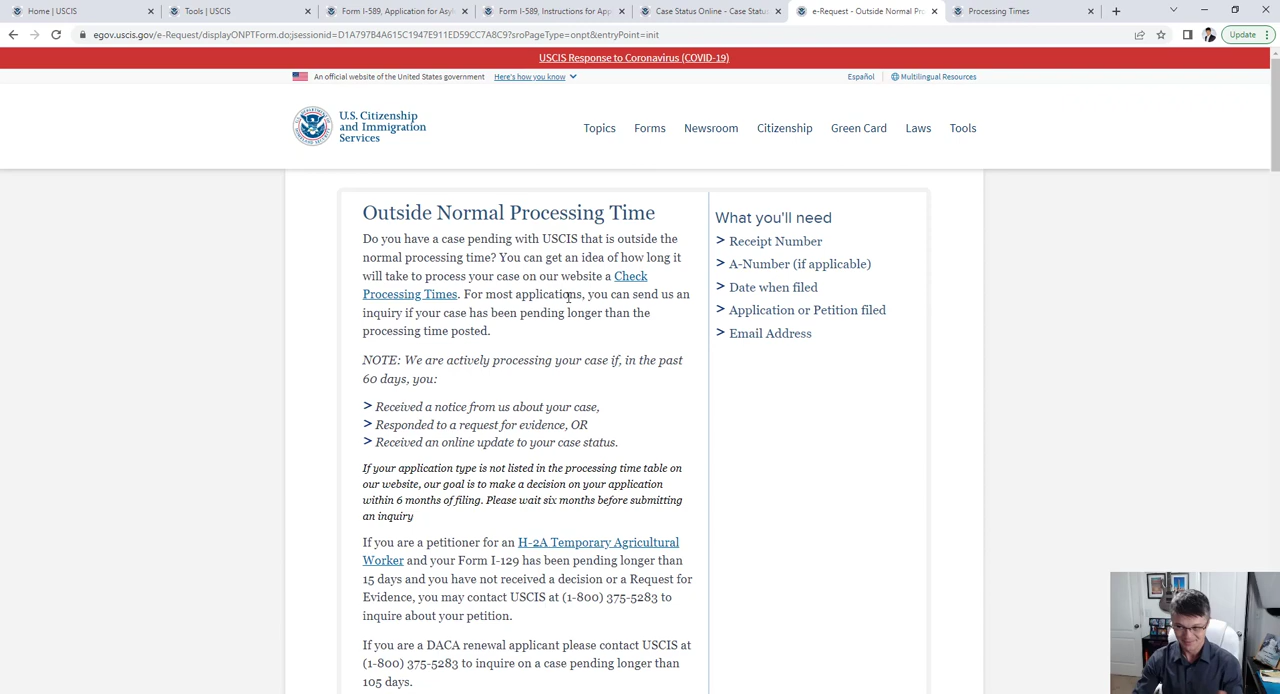 Home | USCIS
Tools | USCIS
Form I-589, Application for Asyl
Form I-589, Instructions for App
Case Status Online - Case Status
e-Request - Outside Normal Pro
Processing Times
egov.uscis.gov/e-Request/displayONPTForm.do;jsessionid=D1A797B4A615C1947E911ED59CC7A8C9?sroPageType=onpt&entryPoint=init
Update
USCIS Response to Coronavirus (COVID-19)
An official website of the United States government Here's how you know
Español
Multilingual Resources
U.S. Citizenship
and Immigration
Services
Topics
Forms
Newsroom
Citizenship
Green Card
Laws
Tools
Outside Normal Processing Time
Do you have a case pending with USCIS that is outside the
normal processing time? You can get an idea of how long it
will take to process your case on our website a Check
Processing Times. For most applications, you can send us an
inquiry if your case has been pending longer than the
processing time posted.
NOTE: We are actively processing your case if, in the past
60 days, you:
Received a notice from us about your case,
Responded to a request for evidence, OR
Received an online update to your case status.
If your application type is not listed in the processing time table on
our website, our goal is to make a decision on your application
within 6 months of filing. Please wait six months before submitting
an inquiry
If you are a petitioner for an H-2A Temporary Agricultural
Worker and your Form I-129 has been pending longer than
15 days and you have not received a decision or a Request for
Evidence, you may contact USCIS at (1-800) 375-5283 to
inquire about your petition.
If you are a DACA renewal applicant please contact USCIS at
(1-800) 375-5283 to inquire on a case pending longer than
105 days.
What you'll need
Receipt Number
A-Number (if applicable)
Date when filed
Application or Petition filed
Email Address